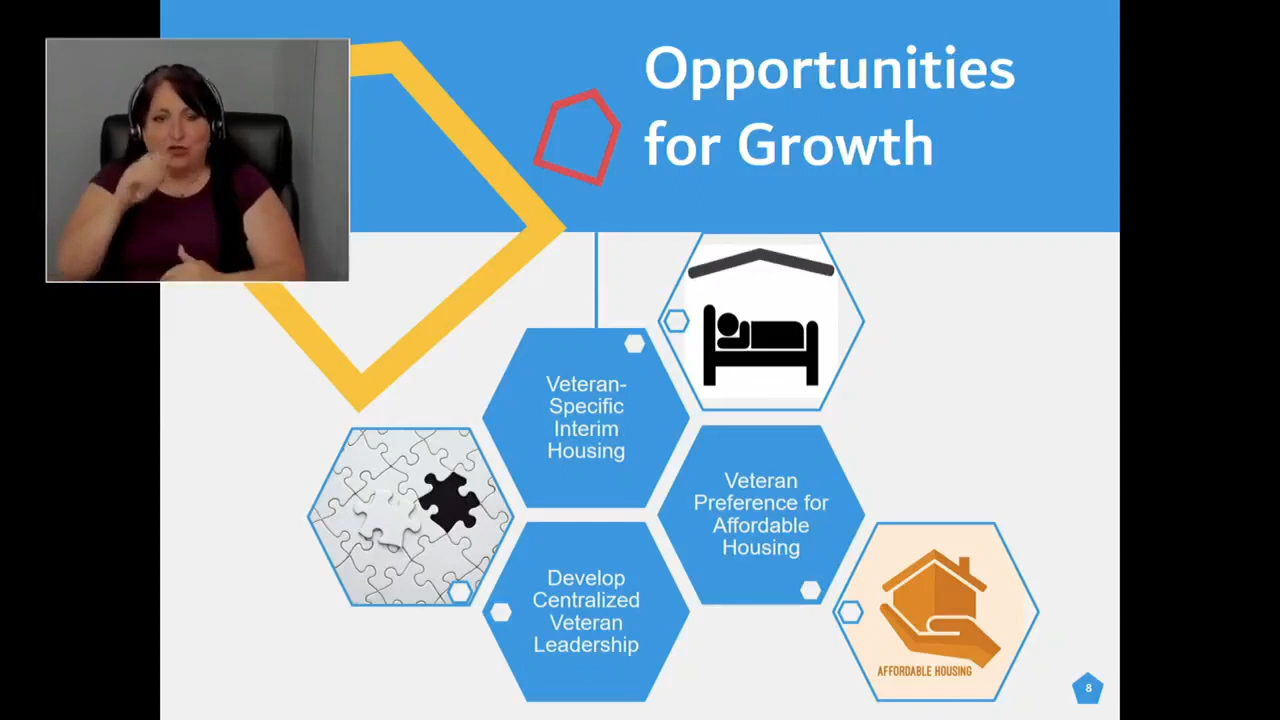 Opportunities
for Growth
Veteran-
Specific
Interim
Housing
Veteran
Preference for
Affordable
Housing
Develop
Centralized
Veteran
Leadership
AFFORDABLE HOUSING
8